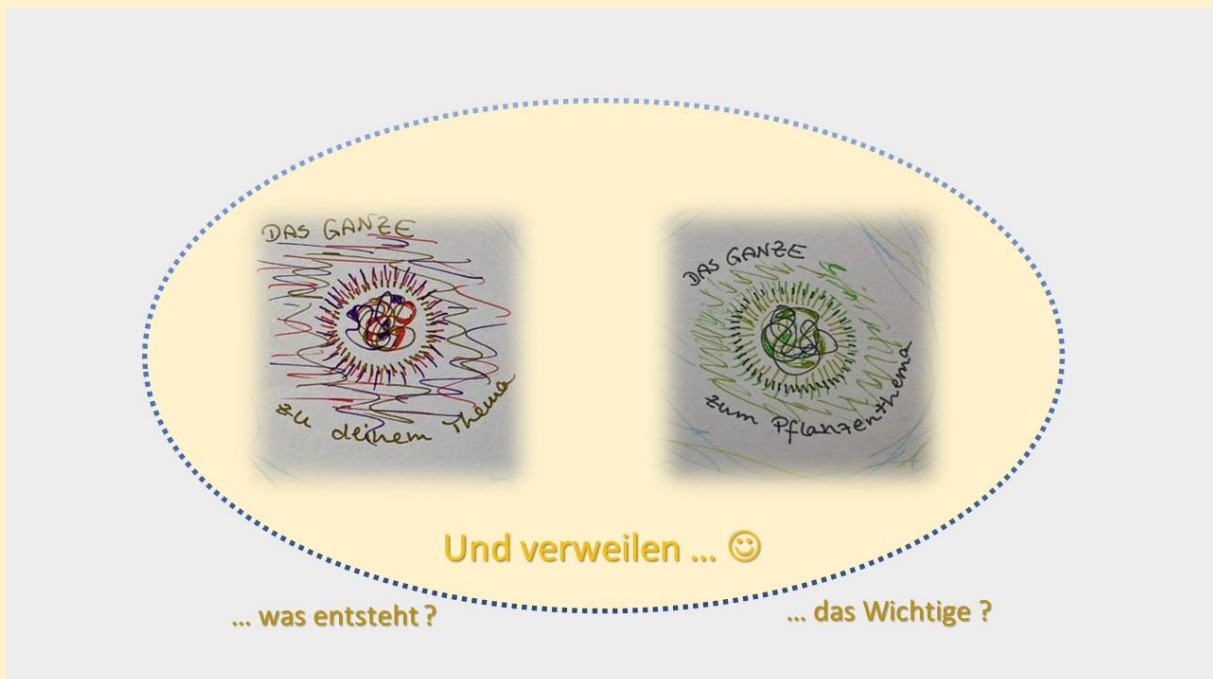 DAS GANZE
zu deinem Thema
DAS GANZE
zum Pflanzenthema
Und verweilen ... ☺
... was entsteht ?
... das Wichtige ?